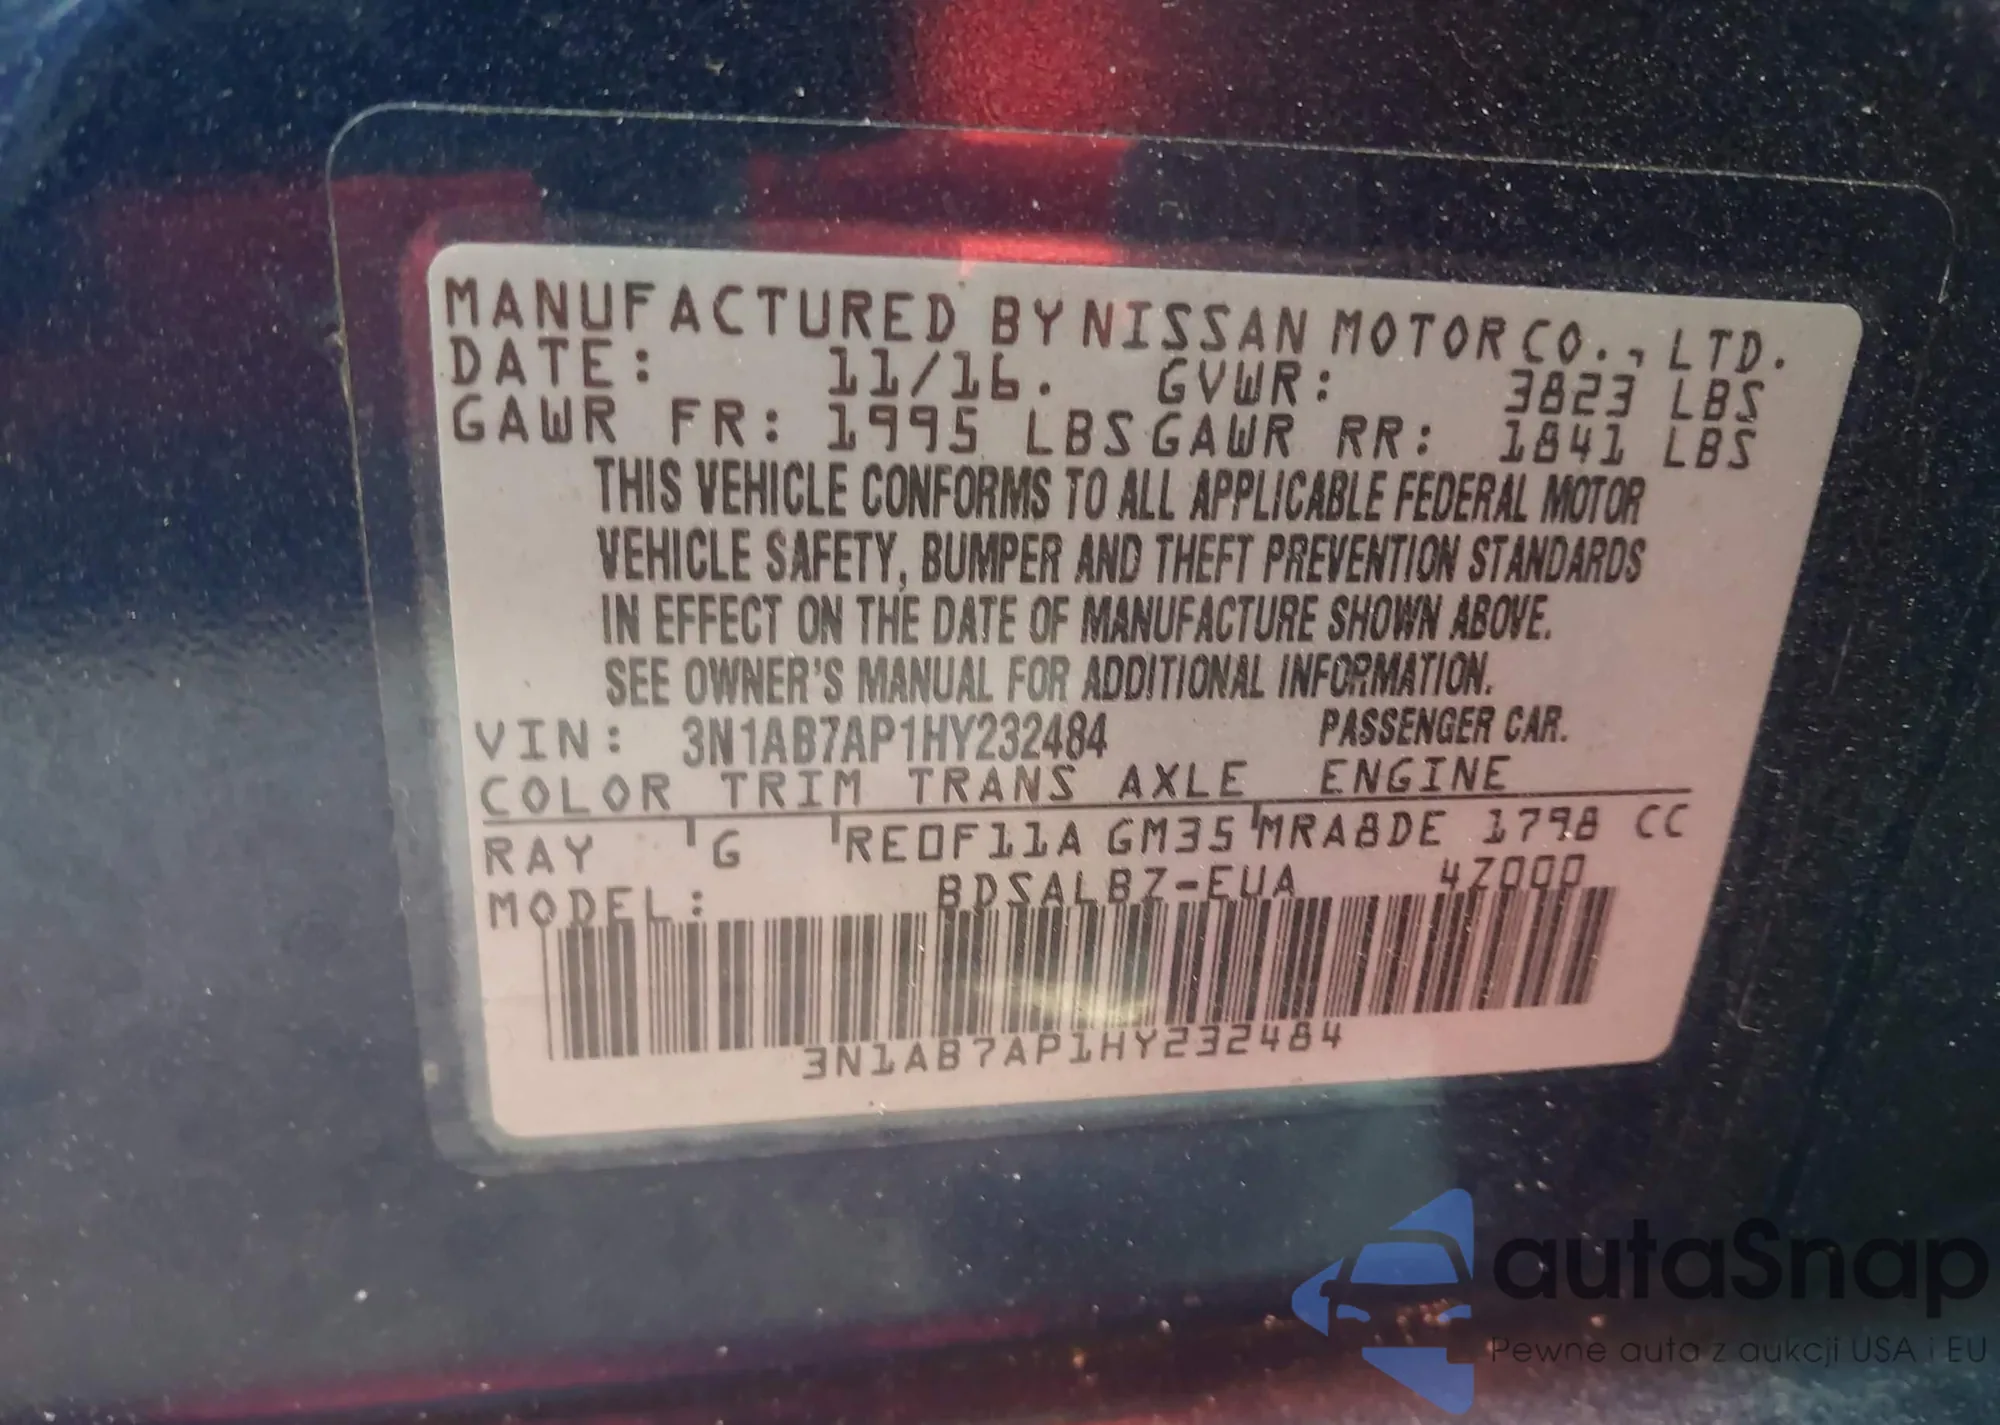 MANUFACTURED BY NISSAN MOTOR CO., LTD.
DATE: 11/16. GVWR: 3823 LBS
GAWR FR: 1995 LBS GAWR RR: 1841 LBS
THIS VEHICLE CONFORMS TO ALL APPLICABLE FEDERAL MOTOR
VEHICLE SAFETY, BUMPER AND THEFT PREVENTION STANDARDS
IN EFFECT ON THE DATE OF MANUFACTURE SHOWN ABOVE.
SEE OWNER'S MANUAL FOR ADDITIONAL INFORMATION.
VIN: 3N1AB7AP1HY232484 PASSENGER CAR.
COLOR TRIM TRANS AXLE ENGINE
RAY G RE0F11A GM35 MRA8DE 1798 CC
MODEL: BDSALBZ-EUA 4Z000
3N1AB7AP1HY232484
autaSnap
Pewne auta z aukcji USA i EU